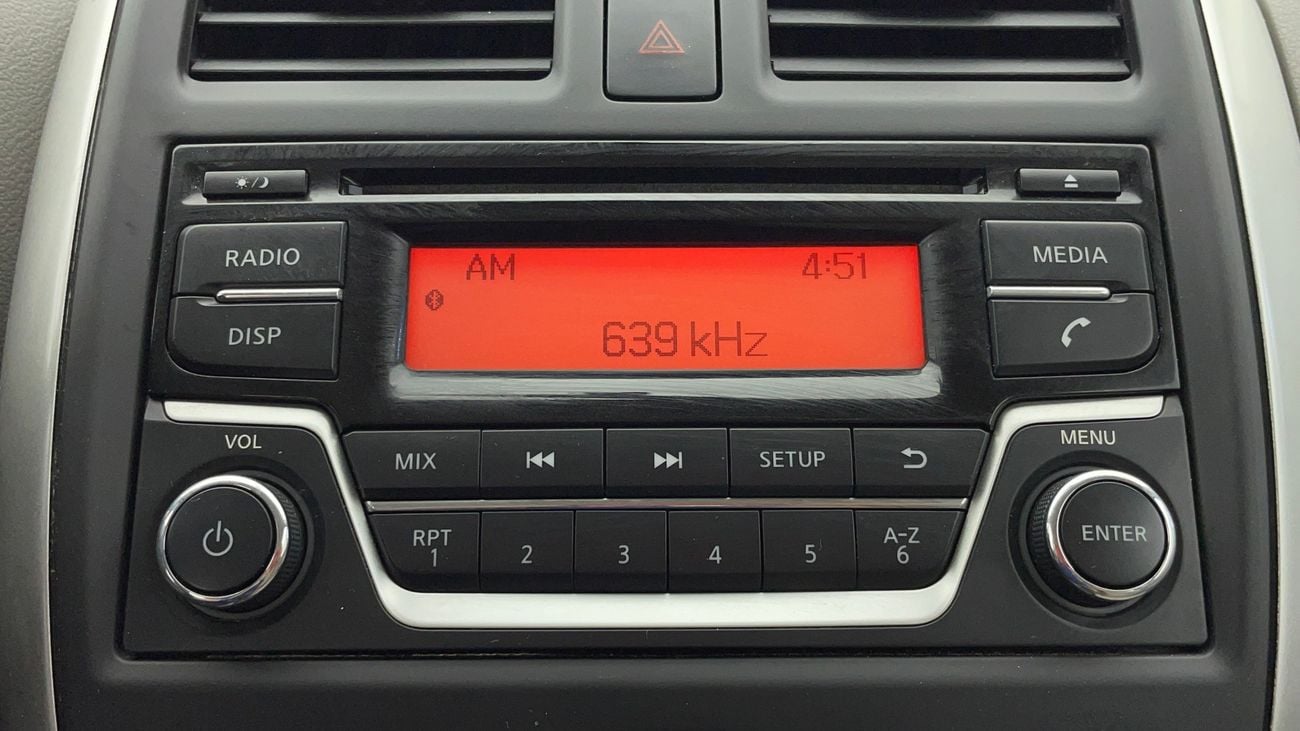 RADIO
DISP
AM 4:51
639 kHz
MEDIA
VOL
MENU
MIX
SETUP
RPT
1
2
3
4
5
A-Z
6
ENTER